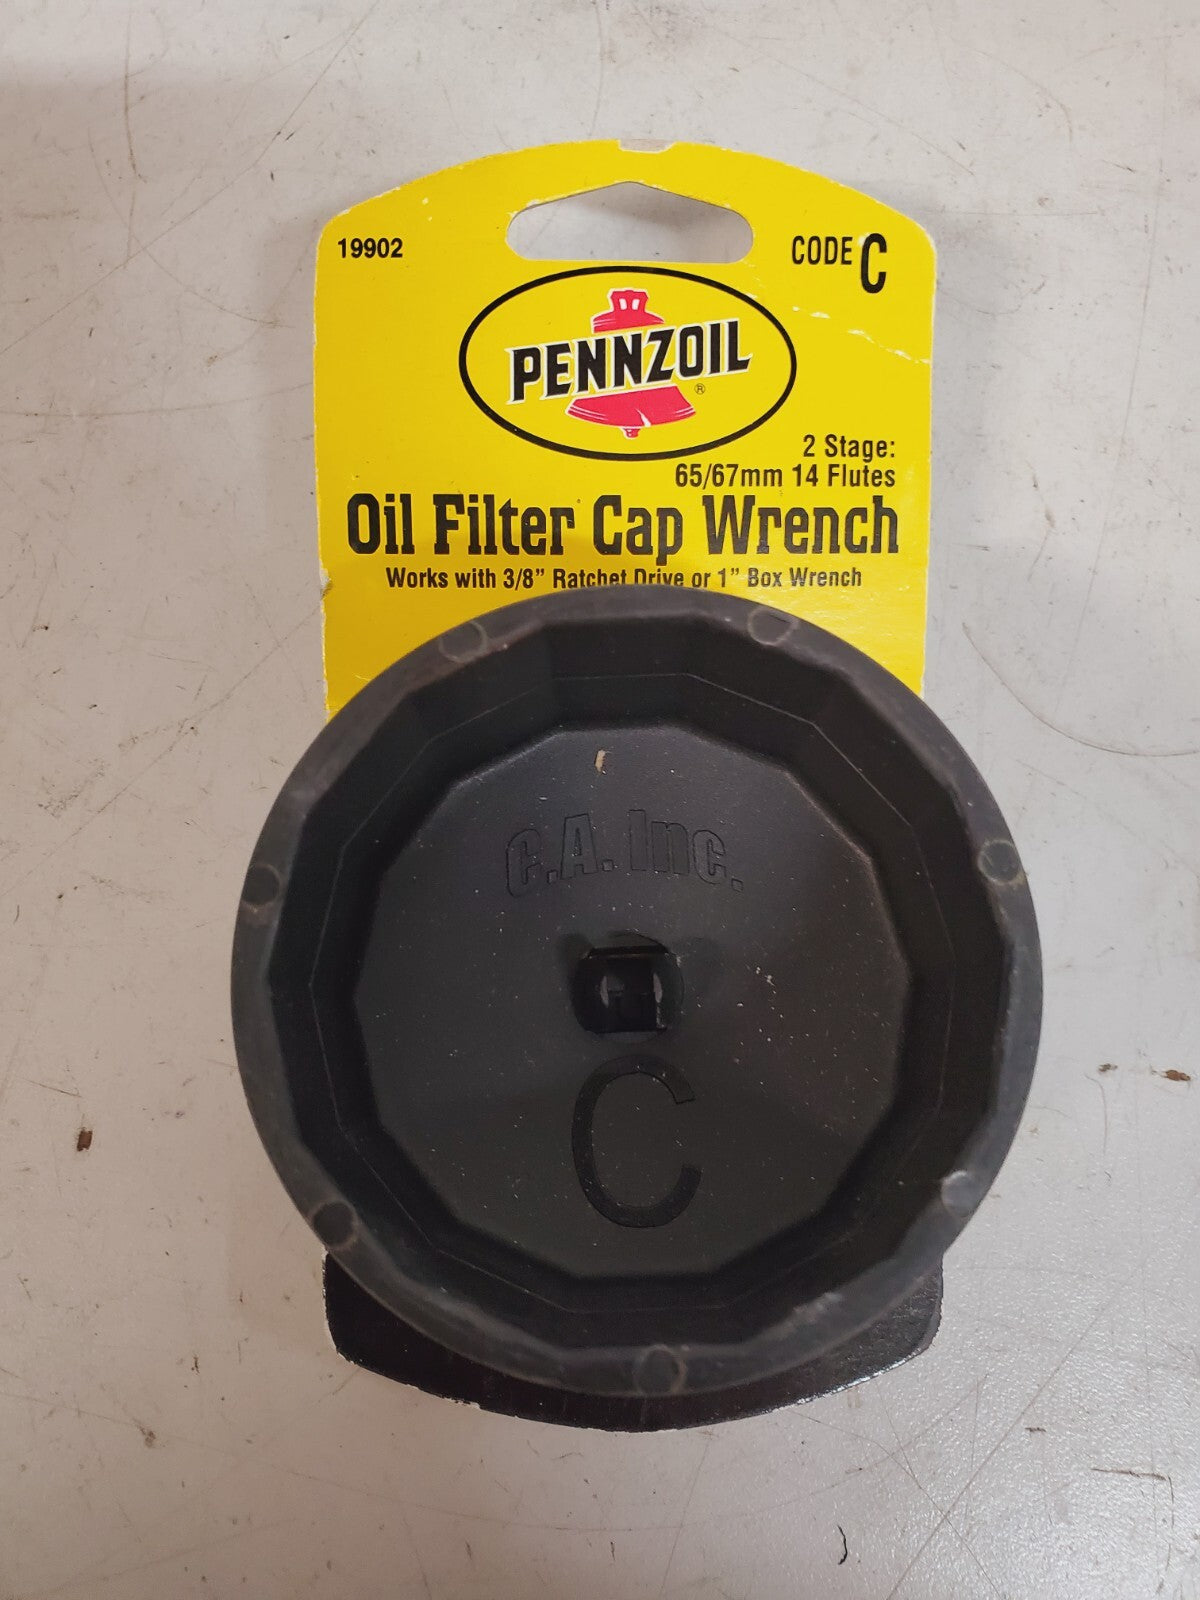 19902
CODE C
PENNZOIL
®
2 Stage:
65/67mm 14 Flutes
Oil Filter Cap Wrench
Works with 3/8” Ratchet Drive or 1” Box Wrench
C.A. Inc.
C